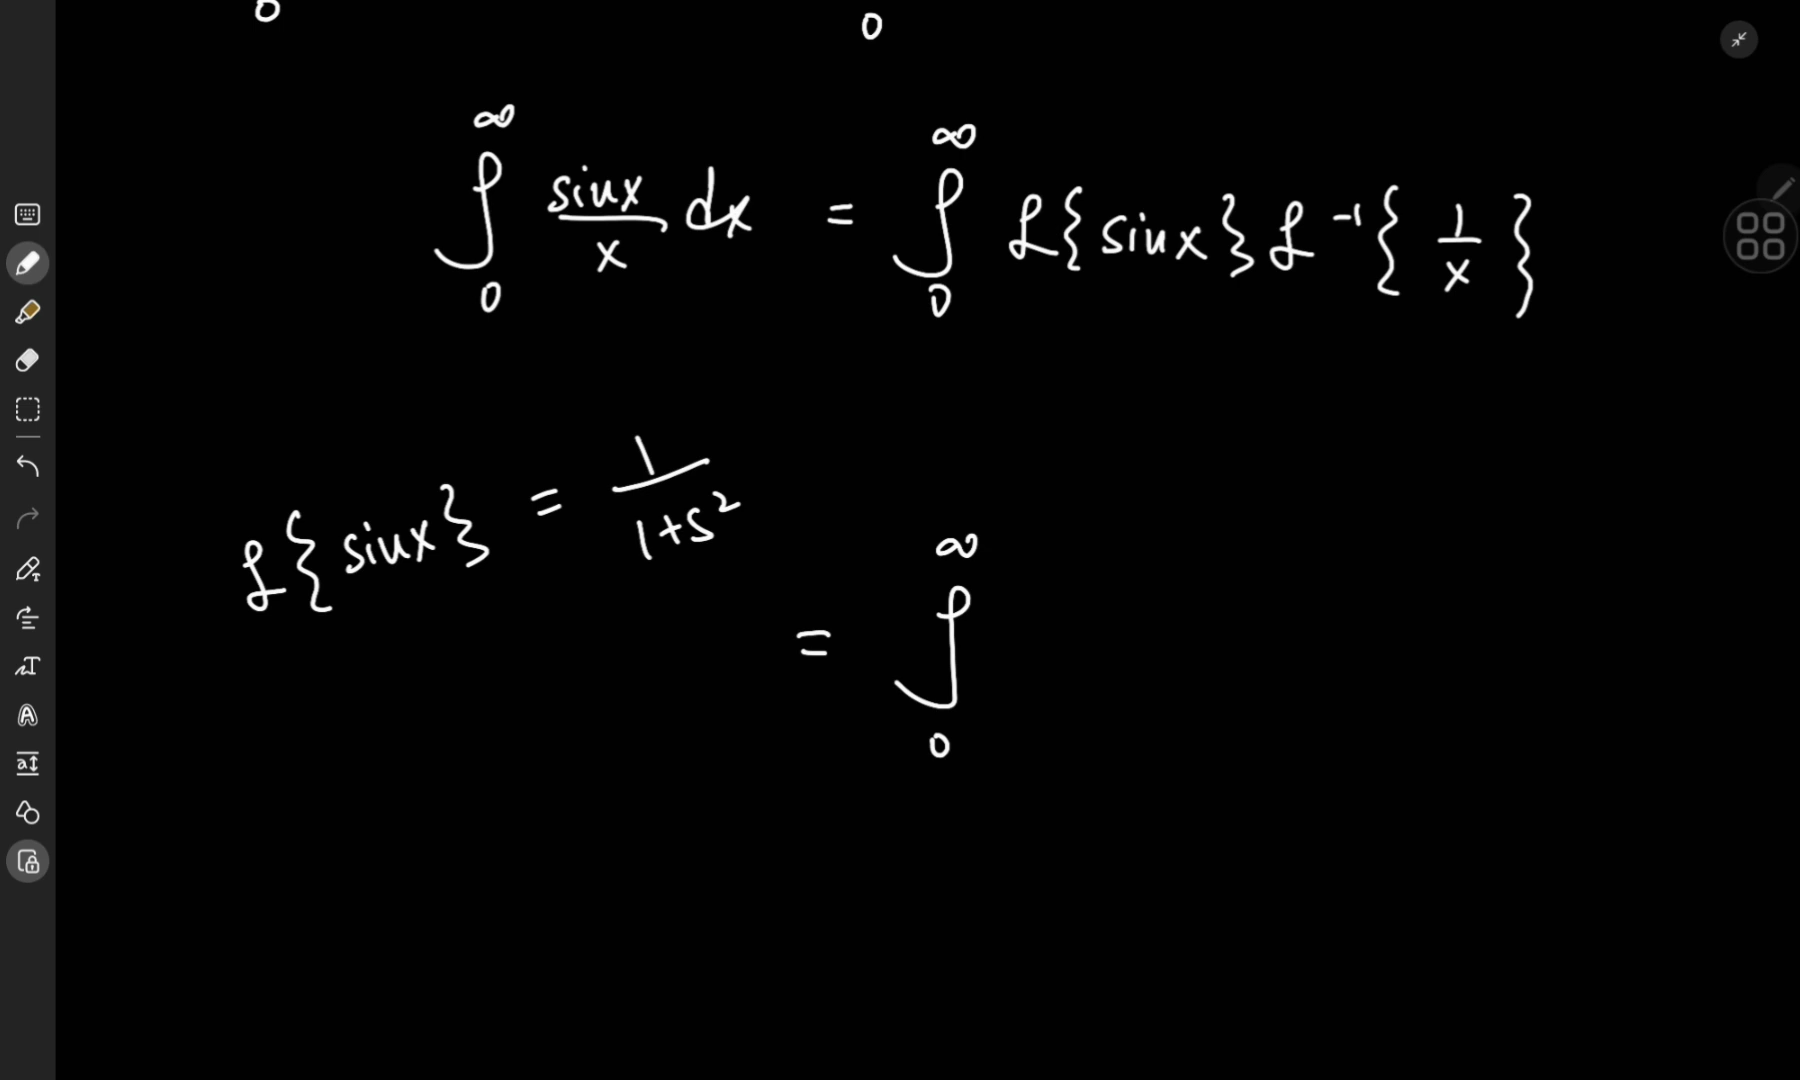 0 0
∫₀^∞ sinx/x dx = ∫₀^∞ ℒ{sinx}ℒ⁻¹{1/x}
ℒ{sinx} = 1/(1+s²)
= ∫₀^∞